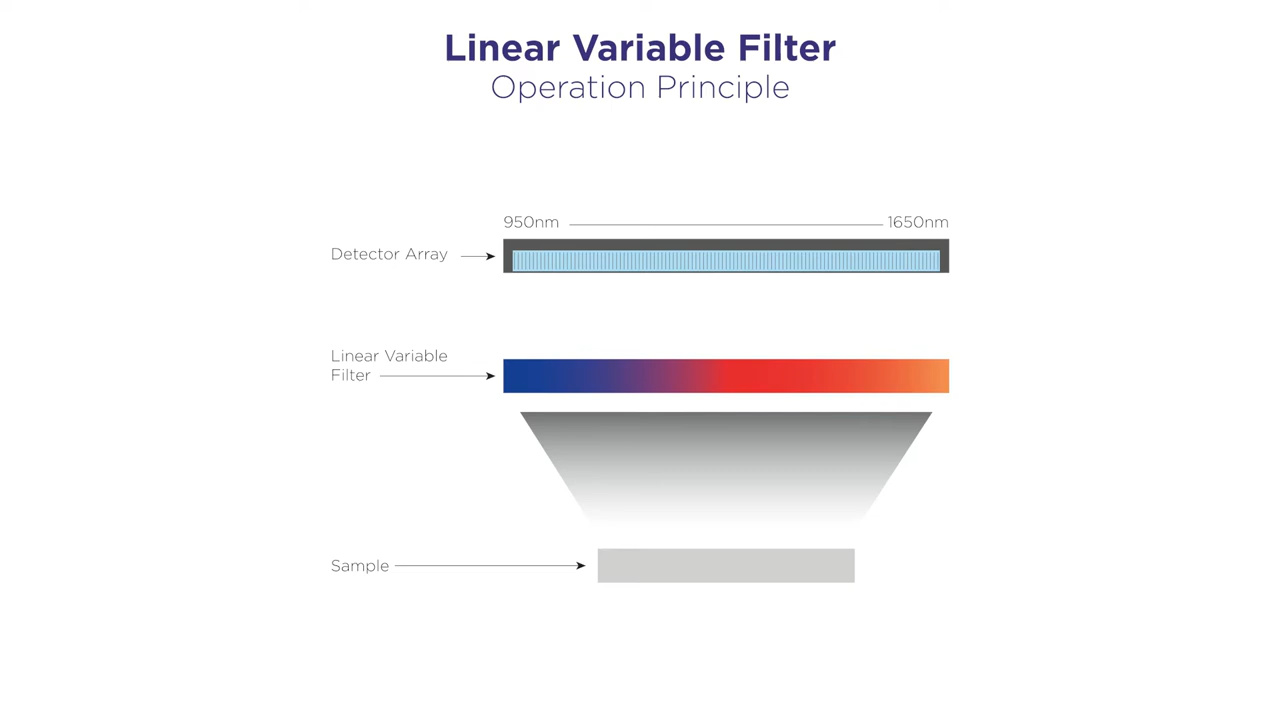 Linear Variable Filter
Operation Principle
950nm
1650nm
Detector Array
Linear Variable
Filter
Sample